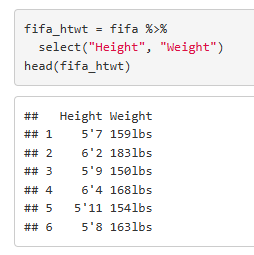 fifa_htwt = fifa %>%
  select("Height", "Weight")
head(fifa_htwt)
##   Height Weight
## 1    5'7 159lbs
## 2    6'2 183lbs
## 3    5'9 150lbs
## 4    6'4 168lbs
## 5   5'11 154lbs
## 6    5'8 163lbs